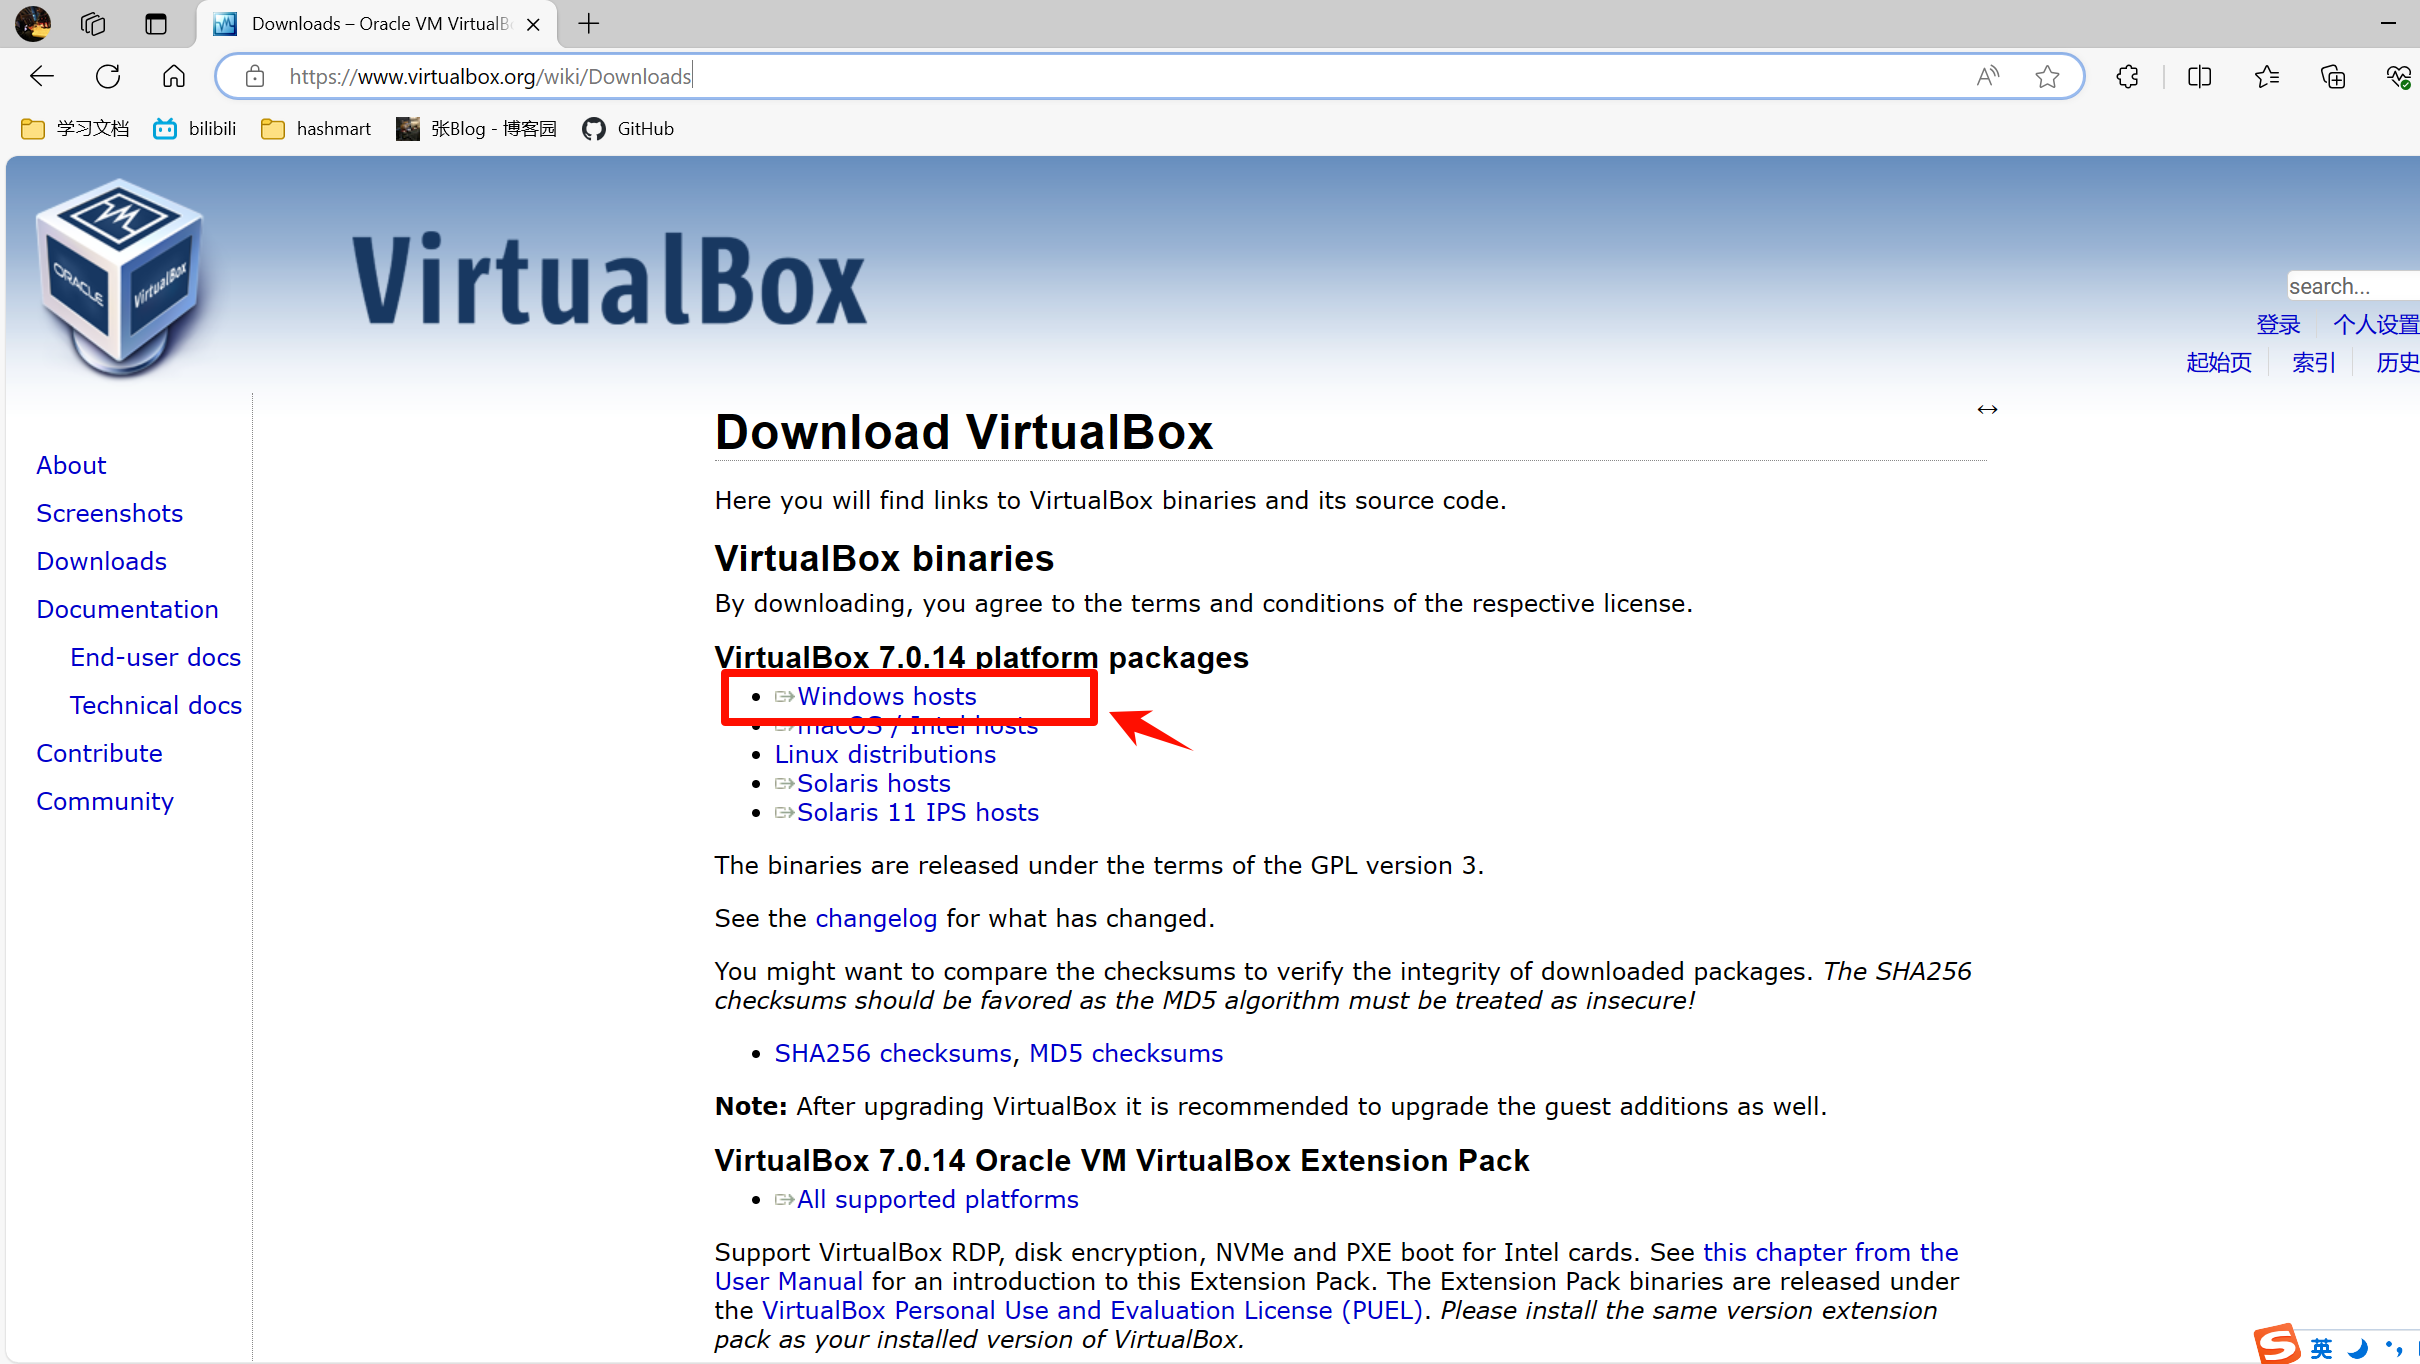 Downloads – Oracle VM VirtualB
https://www.virtualbox.org/wiki/Downloads
学习文档 bilibili hashmart 张Blog - 博客园 GitHub
ORACLE VirtualBox
VirtualBox
search...
登录 个人设置
起始页 索引 历史
About
Screenshots
Downloads
Documentation
End-user docs
Technical docs
Contribute
Community
Download VirtualBox
Here you will find links to VirtualBox binaries and its source code.
VirtualBox binaries
By downloading, you agree to the terms and conditions of the respective license.
VirtualBox 7.0.14 platform packages
Windows hosts
macOS / Intel hosts
Linux distributions
Solaris hosts
Solaris 11 IPS hosts
The binaries are released under the terms of the GPL version 3.
See the changelog for what has changed.
You might want to compare the checksums to verify the integrity of downloaded packages. The SHA256
checksums should be favored as the MD5 algorithm must be treated as insecure!
SHA256 checksums, MD5 checksums
Note: After upgrading VirtualBox it is recommended to upgrade the guest additions as well.
VirtualBox 7.0.14 Oracle VM VirtualBox Extension Pack
All supported platforms
Support VirtualBox RDP, disk encryption, NVMe and PXE boot for Intel cards. See this chapter from the
User Manual for an introduction to this Extension Pack. The Extension Pack binaries are released under
the VirtualBox Personal Use and Evaluation License (PUEL). Please install the same version extension
pack as your installed version of VirtualBox.
英